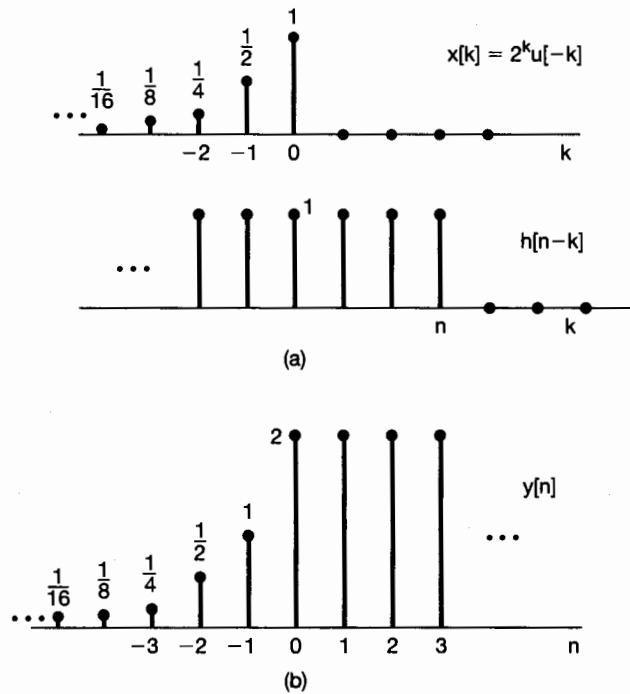 1
1/16 1/8 1/4 1/2
x[k] = 2^k u[-k]
...
-2 -1 0 k
1
h[n-k]
...
n k
(a)
2
y[n]
1
1/2
1/16 1/8 1/4
...
...
-3 -2 -1 0 1 2 3 n
(b)